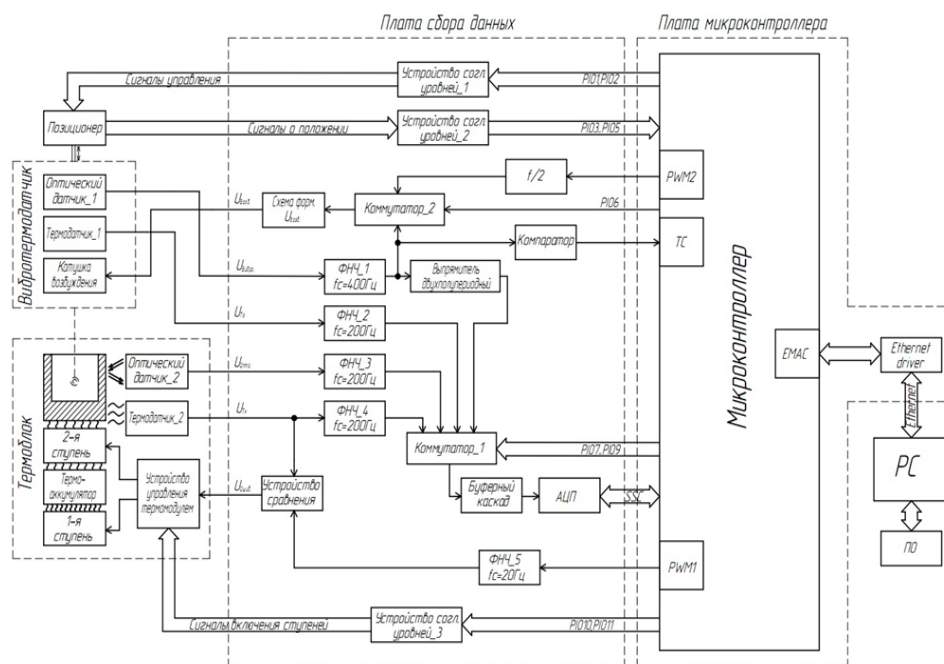 Плата сбора данных
Плата микроконтроллера
Сигналы управления
Устройство согл.
уровней_1
PIO1,PIO2
Позиционер
Сигналы о положении
Устройство согл.
уровней_2
PIO3, PIO5
Вибротермодатчик
Оптический
датчик_1
Термодатчик_1
Катушка
возбуждения
Схема форм.
Коммутатор_2
f/2
PWM2
PIO6
Компаратор
TC
ФНЧ_1
fc=400Гц
Выпрямитель
двухполупериодный
ФНЧ_2
fc=200Гц
Микроконтроллер
EMAC
Ethernet
driver
Ethernet
PC
ПО
Термоблок
Оптический
датчик_2
ФНЧ_3
fc=200Гц
Термодатчик_2
ФНЧ_4
fc=200Гц
Коммутатор_1
PIO7, PIO9
2-я
ступень
Термо-
аккумулятор
1-я
ступень
Устройство
управления
термомодулем
Устройство
сравнения
Буферный
каскад
АЦП
SSC
ФНЧ_5
fc=20Гц
PWM1
Сигналы включения ступеней
Устройство согл.
уровней_3
PIO10,PIO11